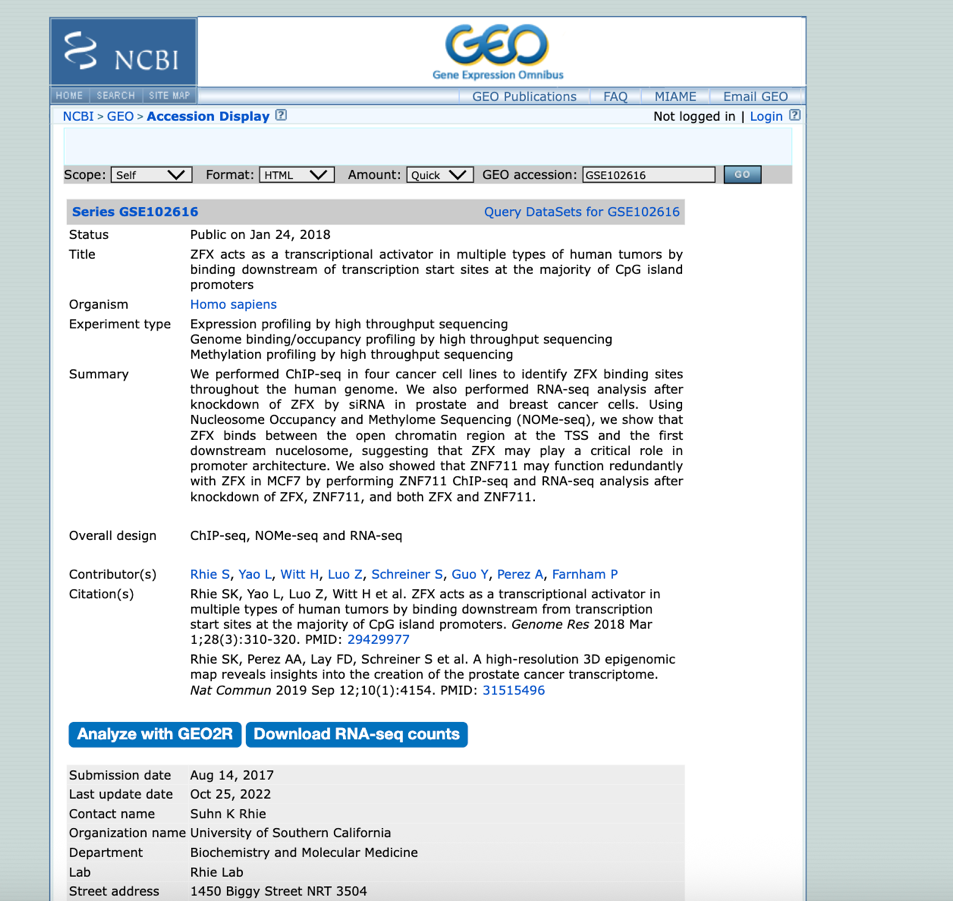 NCBI
GEO
Gene Expression Omnibus
HOME SEARCH SITE MAP
GEO Publications FAQ MIAME Email GEO
NCBI > GEO > Accession Display ?
Not logged in | Login ?
Scope: Self Format: HTML Amount: Quick GEO accession: GSE102616 GO
Series GSE102616 Query DataSets for GSE102616
Status Public on Jan 24, 2018
Title ZFX acts as a transcriptional activator in multiple types of human tumors by
binding downstream of transcription start sites at the majority of CpG island
promoters
Organism Homo sapiens
Experiment type Expression profiling by high throughput sequencing
Genome binding/occupancy profiling by high throughput sequencing
Methylation profiling by high throughput sequencing
Summary We performed ChIP-seq in four cancer cell lines to identify ZFX binding sites
throughout the human genome. We also performed RNA-seq analysis after
knockdown of ZFX by siRNA in prostate and breast cancer cells. Using
Nucleosome Occupancy and Methylome Sequencing (NOMe-seq), we show that
ZFX binds between the open chromatin region at the TSS and the first
downstream nucelosome, suggesting that ZFX may play a critical role in
promoter architecture. We also showed that ZNF711 may function redundantly
with ZFX in MCF7 by performing ZNF711 ChIP-seq and RNA-seq analysis after
knockdown of ZFX, ZNF711, and both ZFX and ZNF711.
Overall design ChIP-seq, NOMe-seq and RNA-seq
Contributor(s) Rhie S, Yao L, Witt H, Luo Z, Schreiner S, Guo Y, Perez A, Farnham P
Citation(s) Rhie SK, Yao L, Luo Z, Witt H et al. ZFX acts as a transcriptional activator in
multiple types of human tumors by binding downstream from transcription
start sites at the majority of CpG island promoters. Genome Res 2018 Mar
1;28(3):310-320. PMID: 29429977
Rhie SK, Perez AA, Lay FD, Schreiner S et al. A high-resolution 3D epigenomic
map reveals insights into the creation of the prostate cancer transcriptome.
Nat Commun 2019 Sep 12;10(1):4154. PMID: 31515496
Analyze with GEO2R Download RNA-seq counts
Submission date Aug 14, 2017
Last update date Oct 25, 2022
Contact name Suhn K Rhie
Organization name University of Southern California
Department Biochemistry and Molecular Medicine
Lab Rhie Lab
Street address 1450 Biggy Street NRT 3504